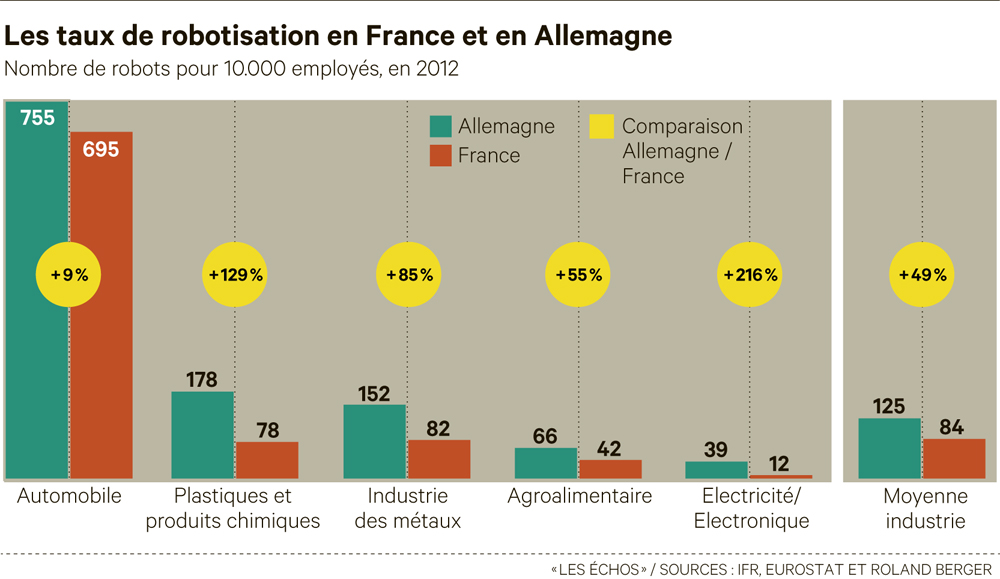 Les taux de robotisation en France et en Allemagne
Nombre de robots pour 10.000 employés, en 2012
755
695
Allemagne
France
Comparaison
Allemagne /
France
+9%
+129%
+85%
+55%
+216%
+49%
178
78
152
82
66
42
39
12
125
84
Automobile
Plastiques et
produits chimiques
Industrie
des métaux
Agroalimentaire
Electricité/
Electronique
Moyenne
industrie
« LES ÉCHOS » / SOURCES : IFR, EUROSTAT ET ROLAND BERGER